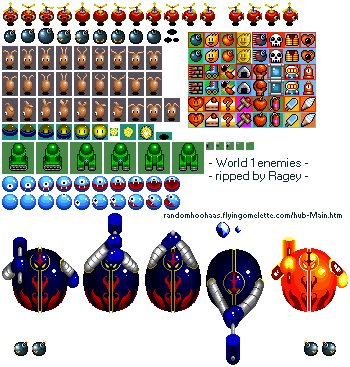 - World 1 enemies -
- ripped by Ragey -
randomhoohaas.flyingomelette.com/hub-Main.htm